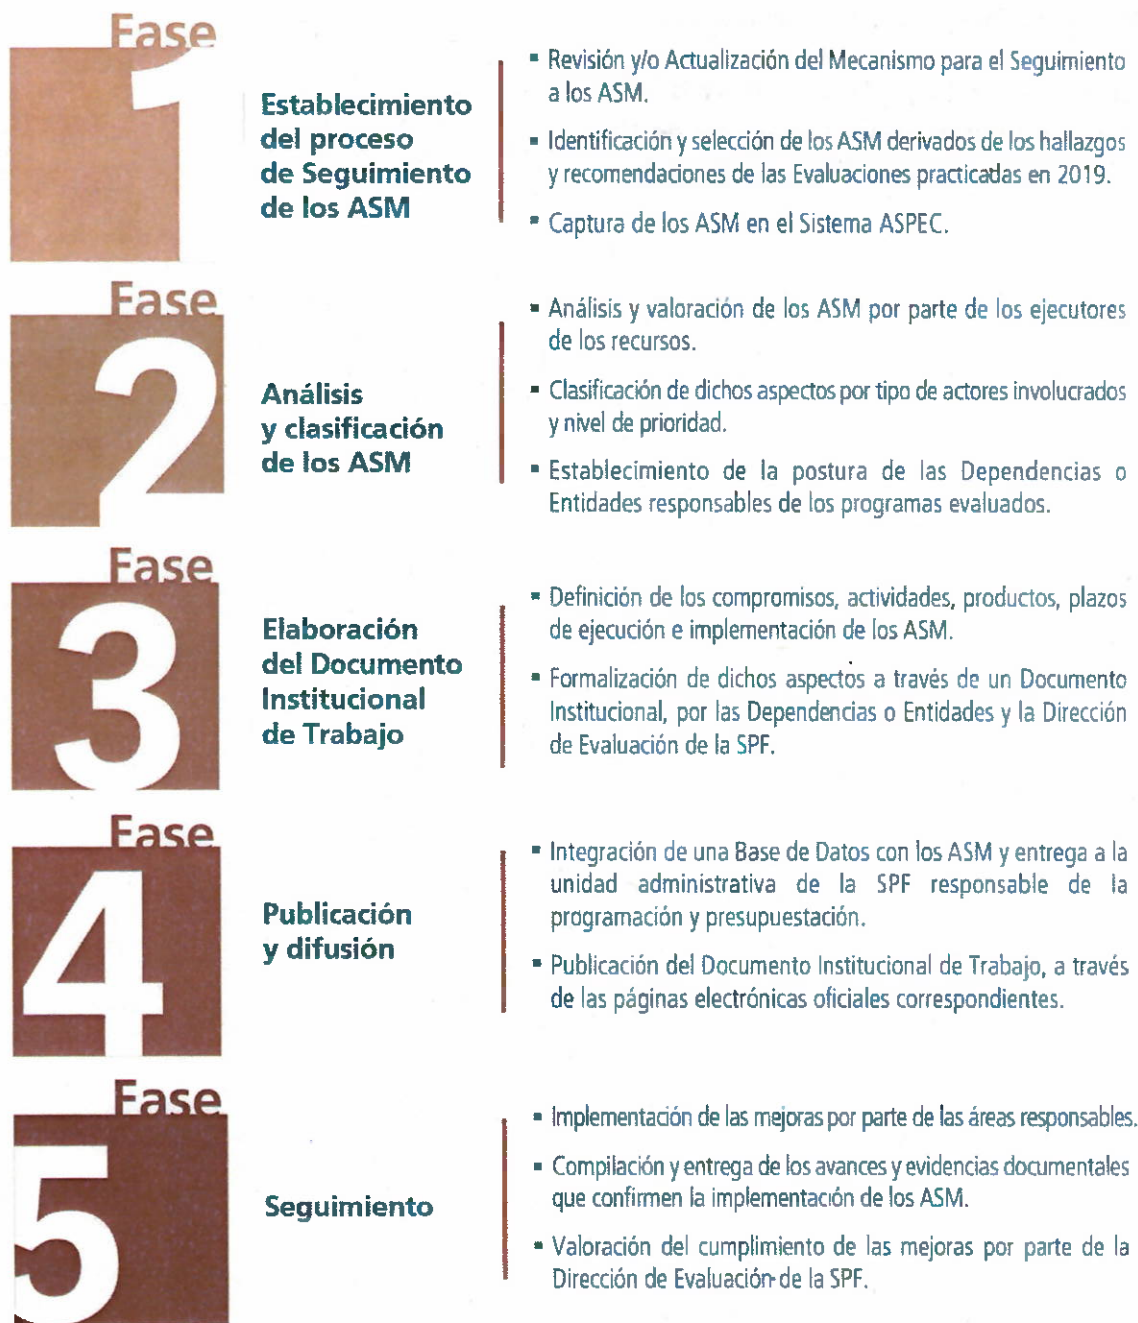 Fase
1
Establecimiento
del proceso
de Seguimiento
de los ASM
▪ Revisión y/o Actualización del Mecanismo para el Seguimiento
a los ASM.
▪ Identificación y selección de los ASM derivados de los hallazgos
y recomendaciones de las Evaluaciones practicadas en 2019.
▪ Captura de los ASM en el Sistema ASPEC.
Fase
2
Análisis
y clasificación
de los ASM
▪ Análisis y valoración de los ASM por parte de los ejecutores
de los recursos.
▪ Clasificación de dichos aspectos por tipo de actores involucrados
y nivel de prioridad.
▪ Establecimiento de la postura de las Dependencias o
Entidades responsables de los programas evaluados.
Fase
3
Elaboración
del Documento
Institucional
de Trabajo
▪ Definición de los compromisos, actividades, productos, plazos
de ejecución e implementación de los ASM.
▪ Formalización de dichos aspectos a través de un Documento
Institucional, por las Dependencias o Entidades y la Dirección
de Evaluación de la SPF.
Fase
4
Publicación
y difusión
▪ Integración de una Base de Datos con los ASM y entrega a la
unidad administrativa de la SPF responsable de la
programación y presupuestación.
▪ Publicación del Documento Institucional de Trabajo, a través
de las páginas electrónicas oficiales correspondientes.
Fase
5
Seguimiento
▪ Implementación de las mejoras por parte de las áreas responsables.
▪ Compilación y entrega de los avances y evidencias documentales
que confirmen la implementación de los ASM.
▪ Valoración del cumplimiento de las mejoras por parte de la
Dirección de Evaluación de la SPF.